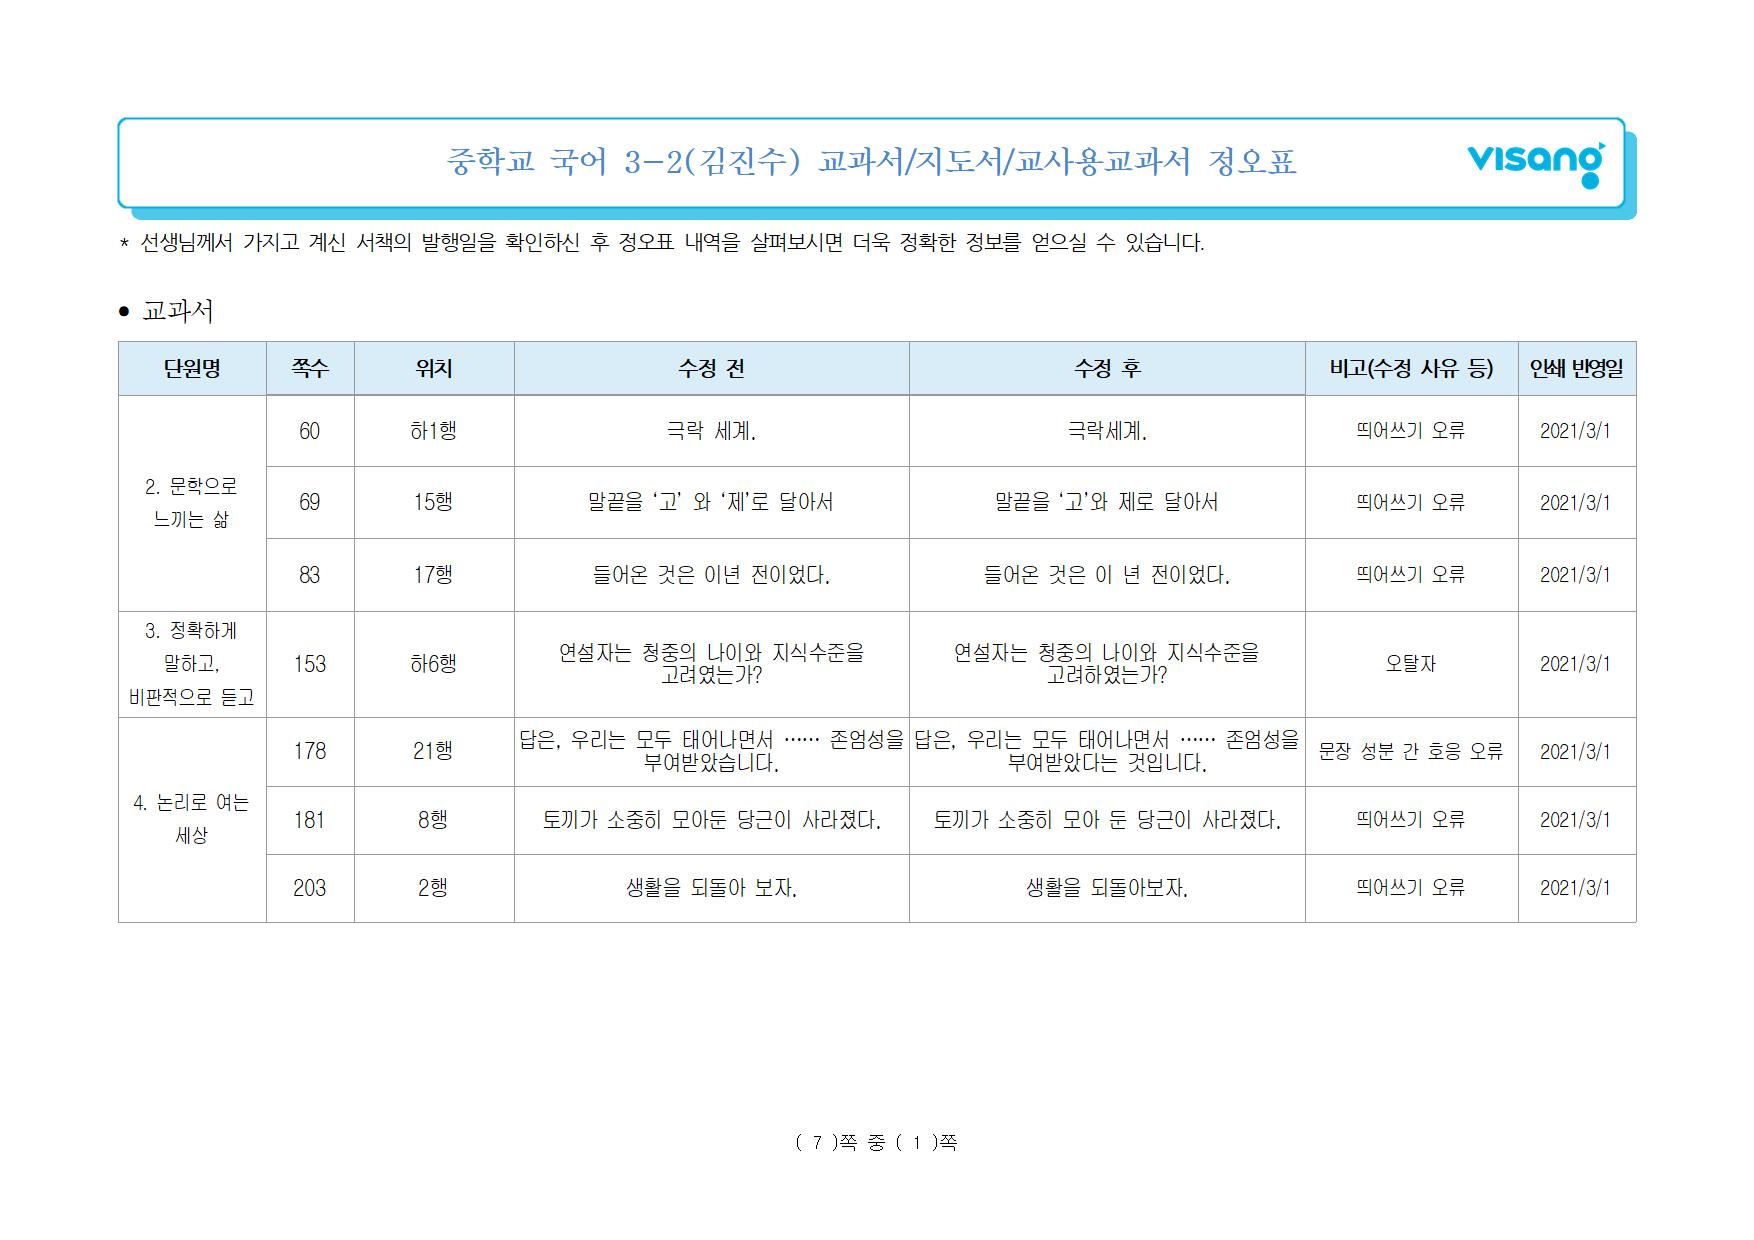 중학교 국어 3-2(김진수) 교과서/지도서/교사용교과서 정오표
visang
* 선생님께서 가지고 계신 서책의 발행일을 확인하신 후 정오표 내역을 살펴보시면 더욱 정확한 정보를 얻으실 수 있습니다.
• 교과서
단원명 쪽수 위치 수정 전 수정 후 비고(수정 사유 등) 인쇄 반영일
2. 문학으로
느끼는 삶
60 하1행 극락 세계. 극락세계. 띄어쓰기 오류 2021/3/1
69 15행 말끝을 ‘고’ 와 ‘제’로 달아서 말끝을 ‘고’와 제로 달아서 띄어쓰기 오류 2021/3/1
83 17행 들어온 것은 이년 전이었다. 들어온 것은 이 년 전이었다. 띄어쓰기 오류 2021/3/1
3. 정확하게
말하고,
비판적으로 듣고
153 하6행 연설자는 청중의 나이와 지식수준을
고려였는가?
연설자는 청중의 나이와 지식수준을
고려하였는가?
오탈자 2021/3/1
4. 논리로 여는
세상
178 21행 답은, 우리는 모두 태어나면서 …… 존엄성을
부여받았습니다.
답은, 우리는 모두 태어나면서 …… 존엄성을
부여받았다는 것입니다.
문장 성분 간 호응 오류 2021/3/1
181 8행 토끼가 소중히 모아둔 당근이 사라졌다. 토끼가 소중히 모아 둔 당근이 사라졌다. 띄어쓰기 오류 2021/3/1
203 2행 생활을 되돌아 보자. 생활을 되돌아보자. 띄어쓰기 오류 2021/3/1
( 7 )쪽 중 ( 1 )쪽